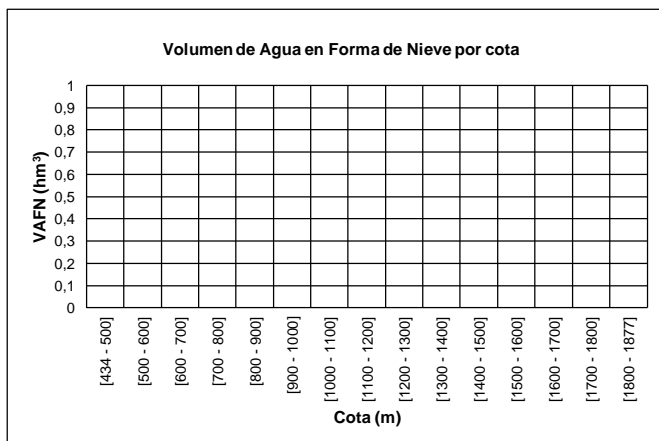 Volumen de Agua en Forma de Nieve por cota
VAFN (hm³)
1
0,9
0,8
0,7
0,6
0,5
0,4
0,3
0,2
0,1
0
[434 - 500]
[500 - 600]
[600 - 700]
[700 - 800]
[800 - 900]
[900 - 1000]
[1000 - 1100]
[1100 - 1200]
[1200 - 1300]
[1300 - 1400]
[1400 - 1500]
[1500 - 1600]
[1600 - 1700]
[1700 - 1800]
[1800 - 1877]
Cota (m)